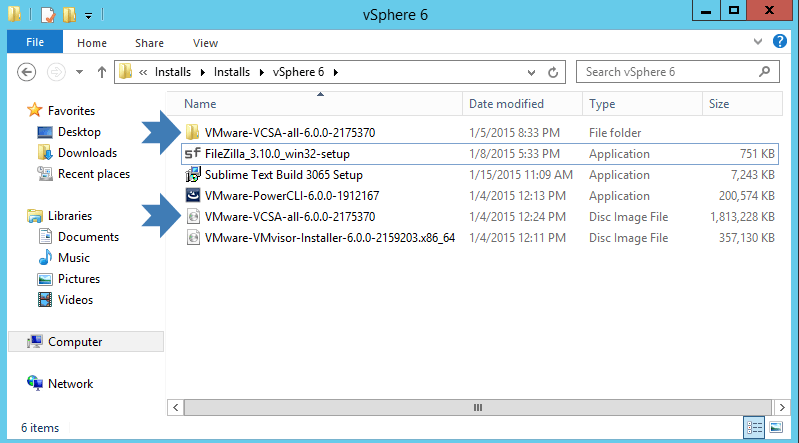 vSphere 6
File Home Share View
Installs Installs vSphere 6 Search vSphere 6
Name Date modified Type Size
Favorites
Desktop
Downloads
Recent places
Libraries
Documents
Music
Pictures
Videos
Computer
Network
VMware-VCSA-all-6.0.0-2175370 1/5/2015 8:33 PM File folder
FileZilla_3.10.0_win32-setup 1/8/2015 5:33 PM Application 751 KB
Sublime Text Build 3065 Setup 1/15/2015 11:09 AM Application 7,243 KB
VMware-PowerCLI-6.0.0-1912167 1/4/2015 12:13 PM Application 200,574 KB
VMware-VCSA-all-6.0.0-2175370 1/4/2015 12:24 PM Disc Image File 1,813,228 KB
VMware-VMvisor-Installer-6.0.0-2159203.x86_64 1/4/2015 12:11 PM Disc Image File 357,130 KB
6 items